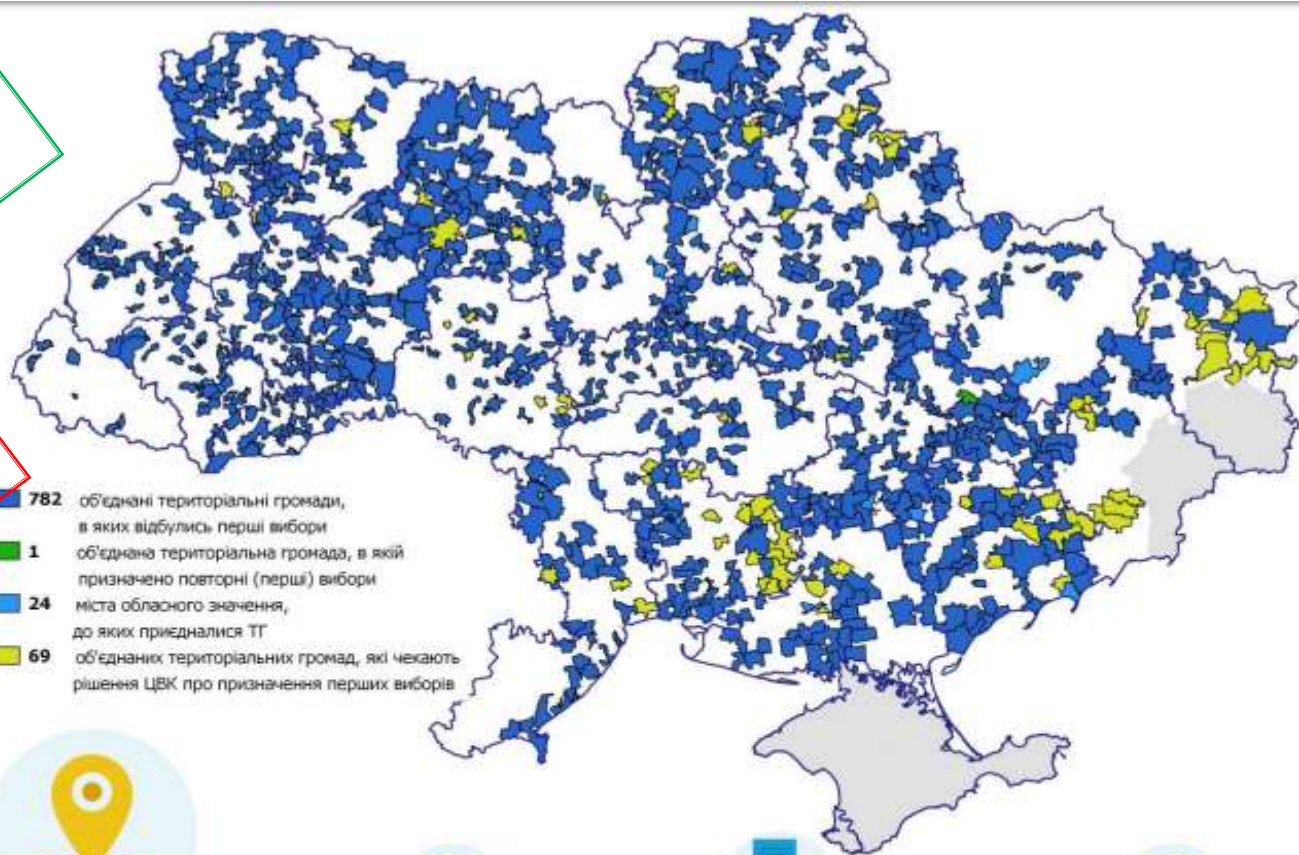 782 об'єднані територіальні громади,
в яких відбулись перші вибори
1 об'єднана територіальна громада, в якій
призначено повторні (перші) вибори
24 міста обласного значення,
до яких приєдналися ТГ
69 об'єднаних територіальних громад, які чекають
рішення ЦВК про призначення перших виборів